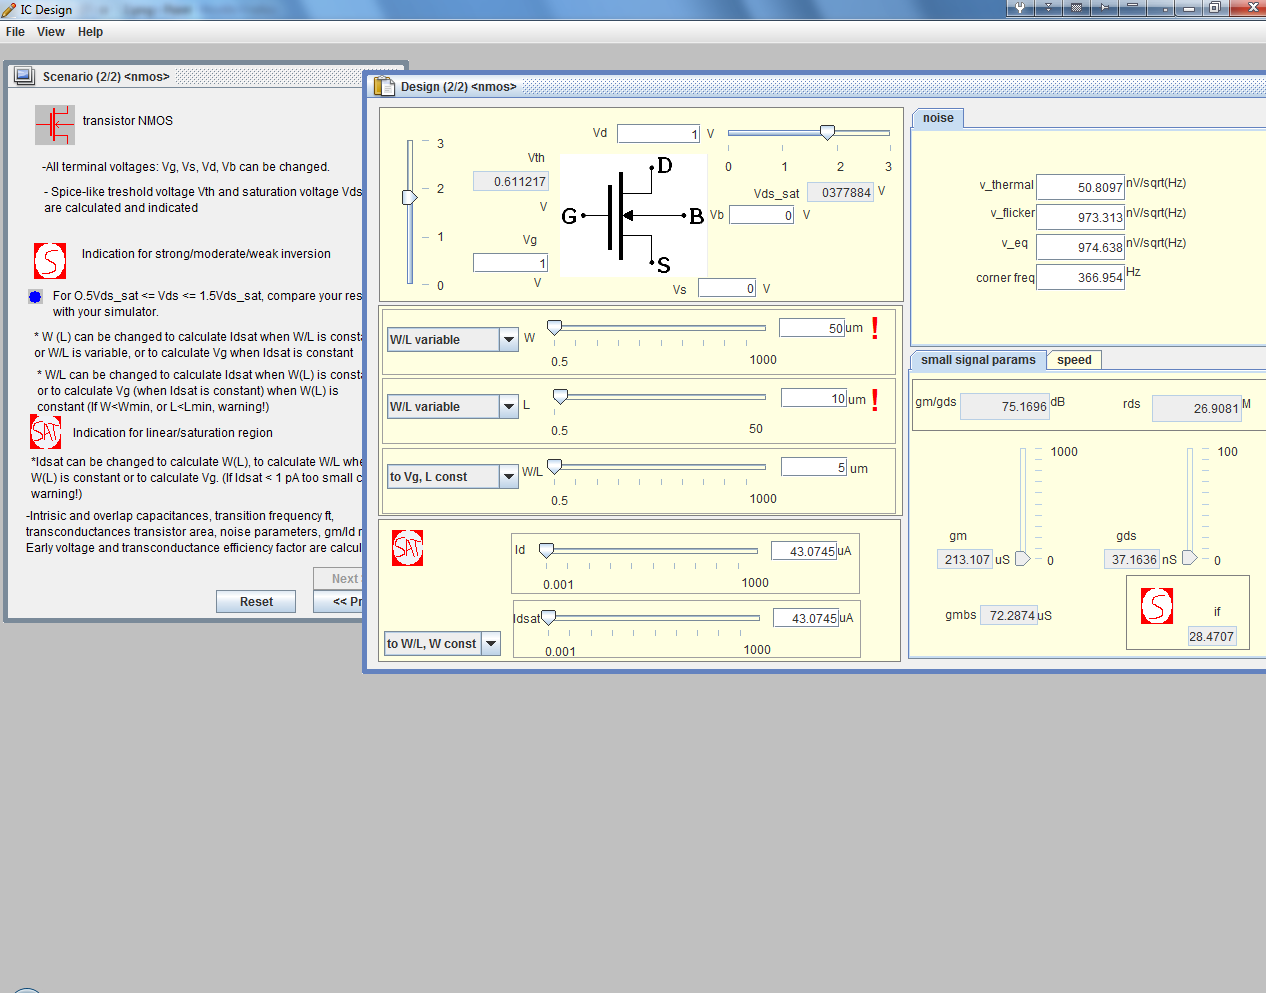 IC Design
File View Help
Scenario (2/2) <nmos>
transistor NMOS
-All terminal voltages: Vg, Vs, Vd, Vb can be changed.
- Spice-like treshold voltage Vth and saturation voltage Vds
are calculated and indicated
S
Indication for strong/moderate/weak inversion
For O.5Vds_sat <= Vds <= 1.5Vds_sat, compare your res
with your simulator.
* W (L) can be changed to calculate Idsat when W/L is consta
or W/L is variable, or to calculate Vg when Idsat is constant
* W/L can be changed to calculate Idsat when W(L) is consta
or to calculate Vg (when Idsat is constant) when W(L) is
constant (If W<Wmin, or L<Lmin, warning!)
SAT
Indication for linear/saturation region
*Idsat can be changed to calculate W(L), to calculate W/L whe
W(L) is constant or to calculate Vg. (If Idsat < 1 pA too small c
warning!)
-Intrisic and overlap capacitances, transition frequency ft,
transconductances transistor area, noise parameters, gm/Id r
Early voltage and transconductance efficiency factor are calcul
Next
Reset
<< Pr
Design (2/2) <nmos>
3
2
1
0
Vth
0.611217
V
Vg
1
V
Vd 1 V
0 1 2 3
Vds_sat 0377884 V
Vb 0 V
Vs 0 V
D
G
B
S
W/L variable
W
0.5
1000
50 um !
W/L variable
L
0.5
50
10 um !
to Vg, L const
W/L
0.5
1000
5 um
SAT
Id
0.001
1000
43.0745 uA
Idsat
0.001
1000
43.0745 uA
to W/L, W const
noise
v_thermal 50.8097 nV/sqrt(Hz)
v_flicker 973.313 nV/sqrt(Hz)
v_eq 974.638 nV/sqrt(Hz)
corner freq 366.954 Hz
small signal params speed
gm/gds 75.1696 dB
rds 26.9081 M
1000
0
gm
213.107 uS
100
0
gds
37.1636 nS
gmbs 72.2874 uS
S
if
28.4707